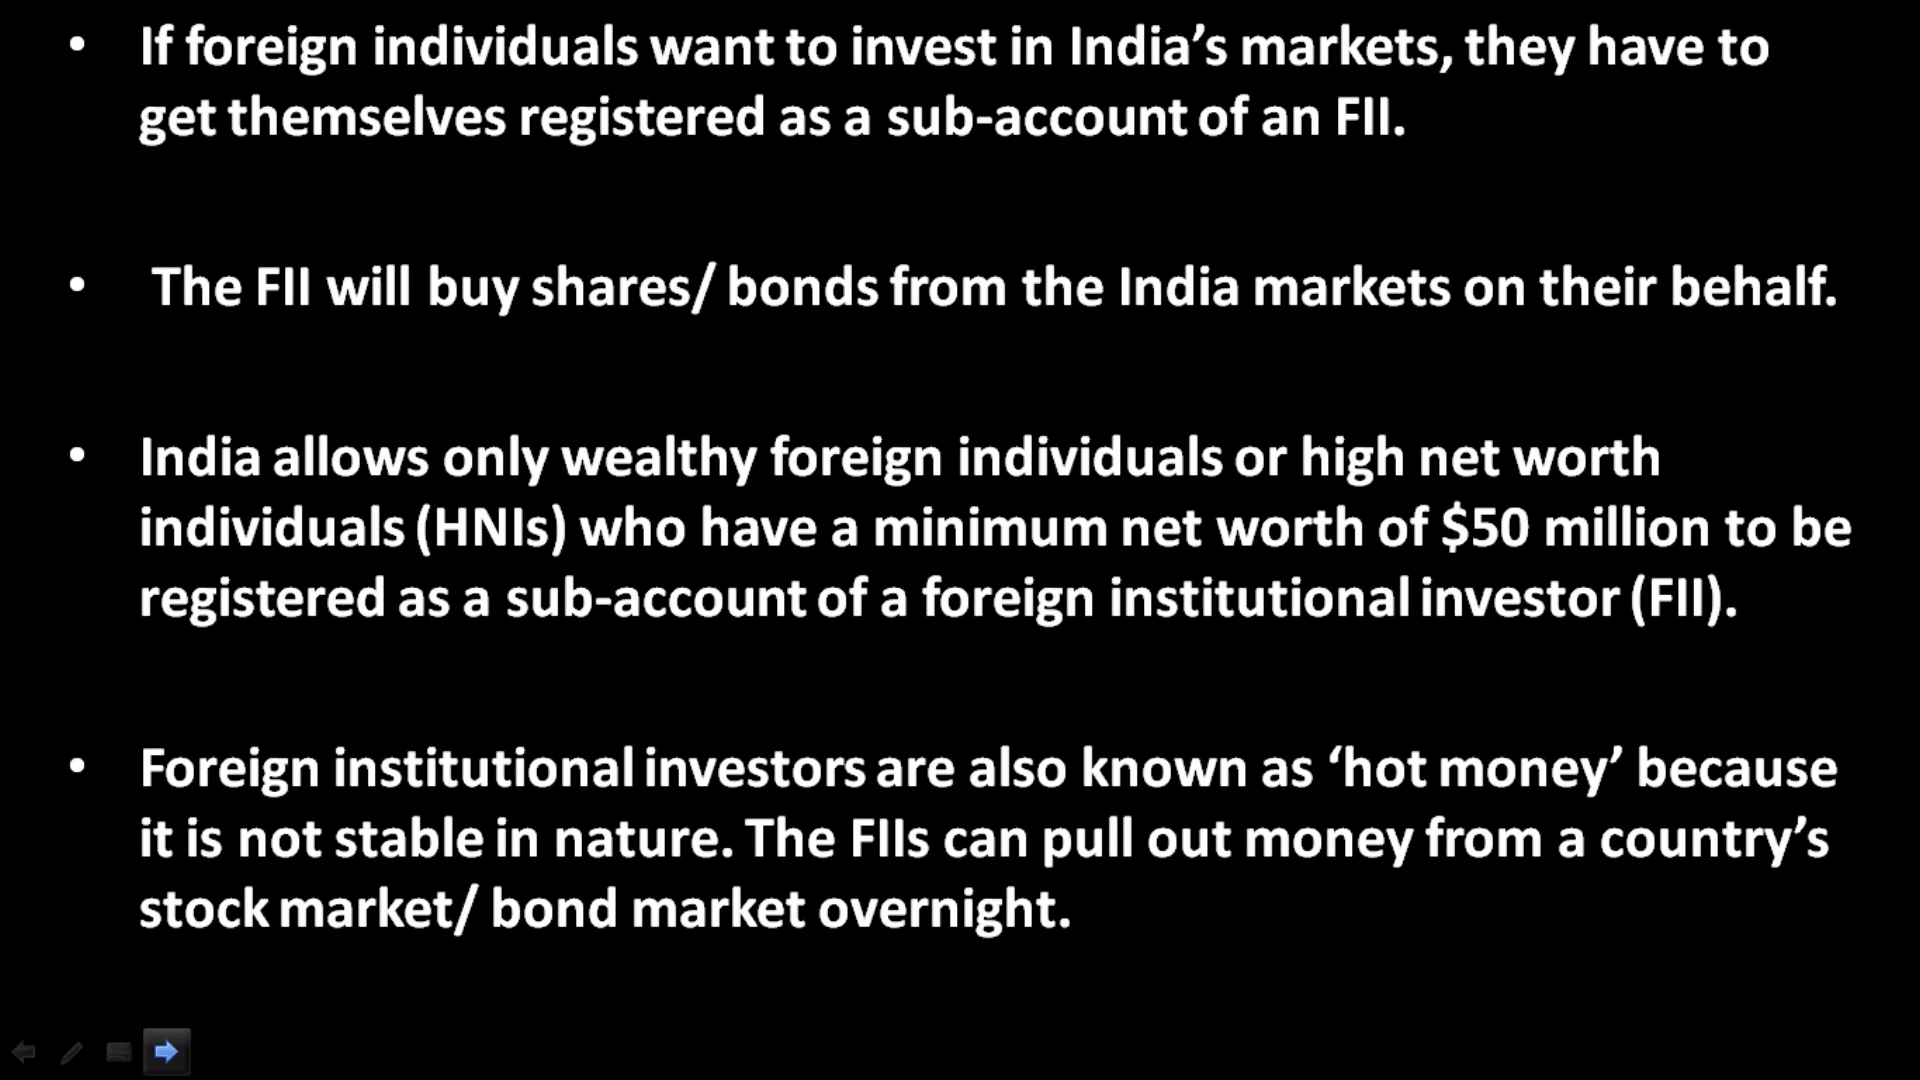 • If foreign individuals want to invest in India’s markets, they have to
get themselves registered as a sub-account of an FII.
• The FII will buy shares/ bonds from the India markets on their behalf.
• India allows only wealthy foreign individuals or high net worth
individuals (HNIs) who have a minimum net worth of $50 million to be
registered as a sub-account of a foreign institutional investor (FII).
• Foreign institutional investors are also known as ‘hot money’ because
it is not stable in nature. The FIIs can pull out money from a country’s
stock market/ bond market overnight.